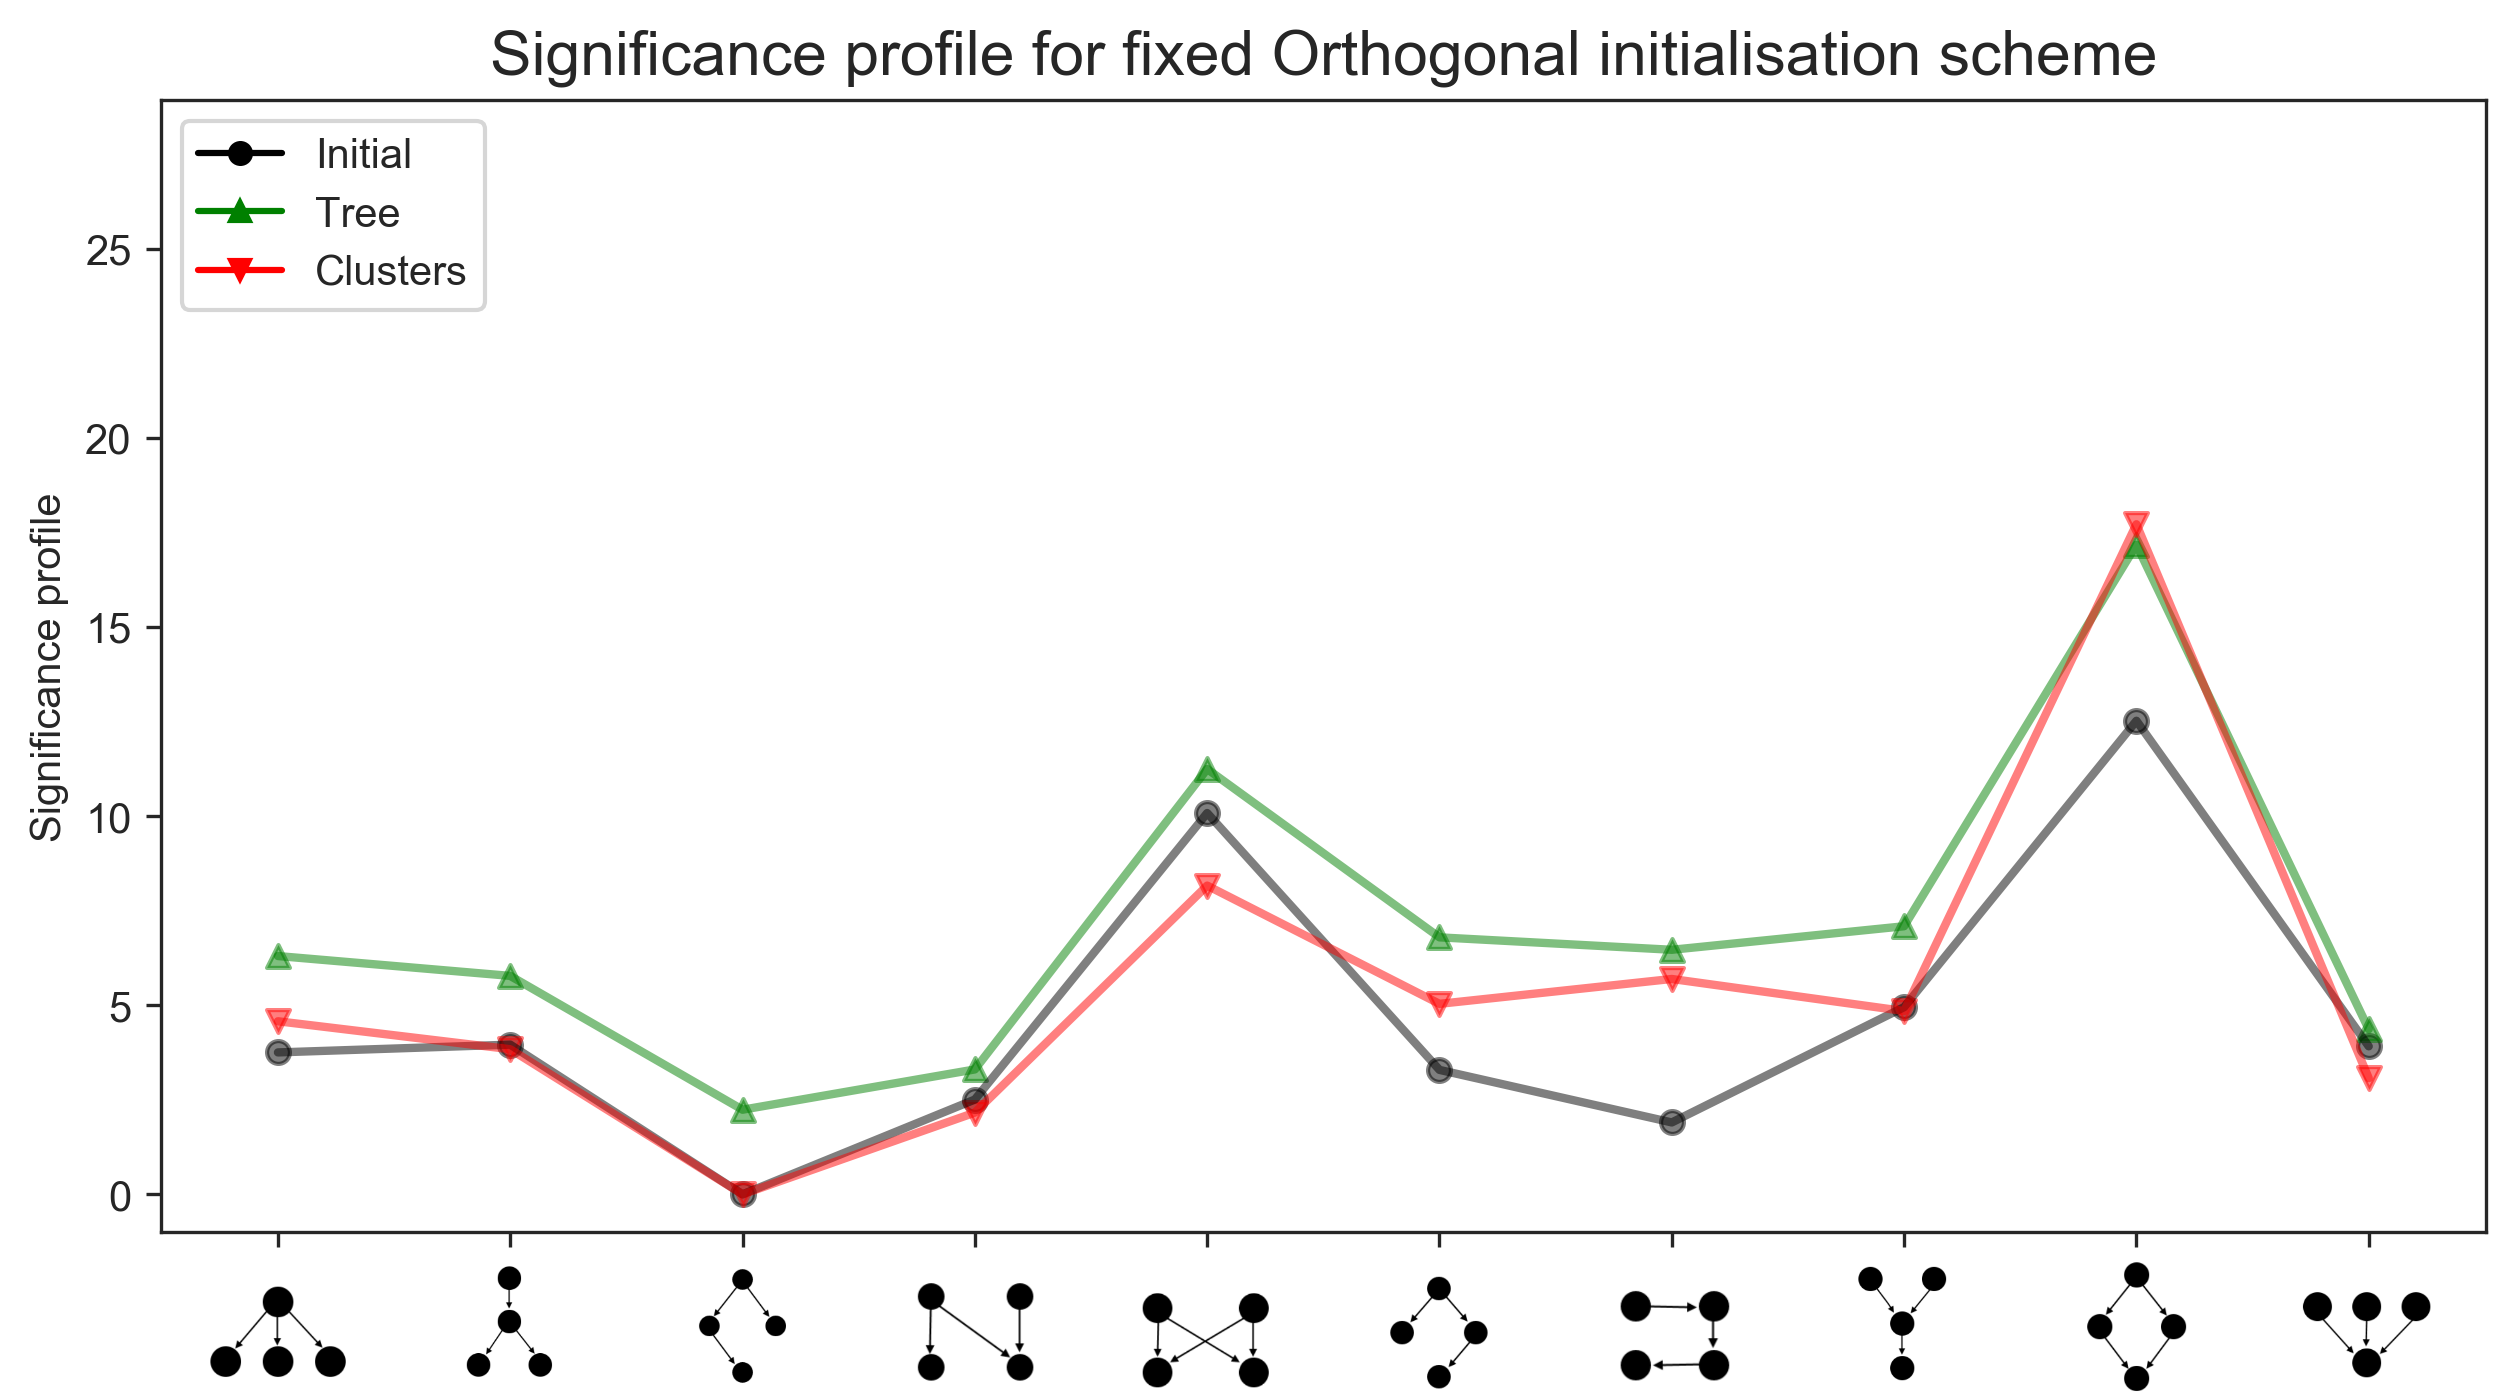 Significance profile for fixed Orthogonal initialisation scheme
Initial
Tree
Clusters
Significance profile
25
20
15
10
5
0